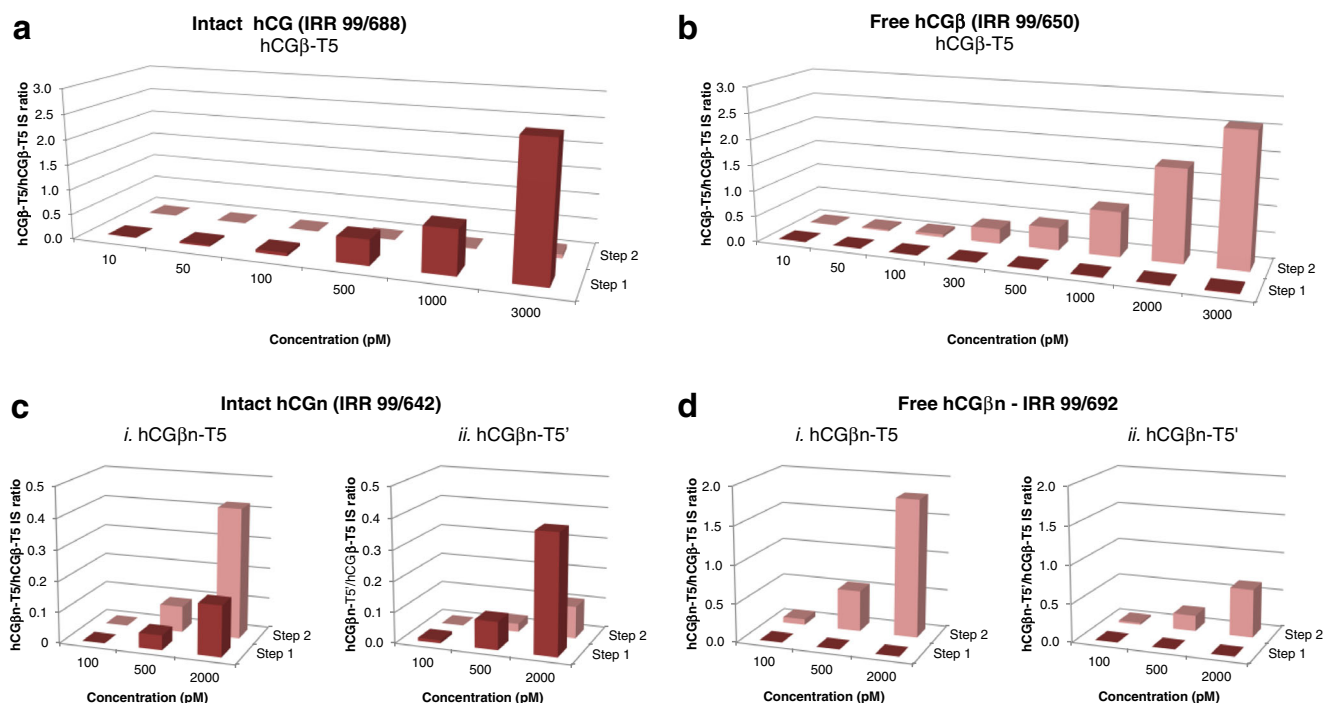 a
Intact hCG (IRR 99/688)
hCGβ-T5
hCGβ-T5/hCGβ-T5 IS ratio
3.0
2.5
2.0
1.5
1.0
0.5
0.0
10
50
100
500
1000
3000
Step 2
Step 1
Concentration (pM)
b
Free hCGβ (IRR 99/650)
hCGβ-T5
hCGβ-T5/hCGβ-T5 IS ratio
3.0
2.5
2.0
1.5
1.0
0.5
0.0
10
50
100
300
500
1000
2000
3000
Step 2
Step 1
Concentration (pM)
c
Intact hCGn (IRR 99/642)
i. hCGβn-T5
hCGβn-T5/hCGβ-T5 IS ratio
0.5
0.4
0.3
0.2
0.1
0
100
500
2000
Step 2
Step 1
Concentration (pM)
ii. hCGβn-T5’
hCGβn-T5’/hCGβ-T5 IS ratio
0.5
0.4
0.3
0.2
0.1
0.0
100
500
2000
Step 2
Step 1
Concentration (pM)
d
Free hCGβn - IRR 99/692
i. hCGβn-T5
hCGβn-T5/hCGβ-T5 IS ratio
2.0
1.5
1.0
0.5
0.0
100
500
2000
Step 2
Step 1
Concentration (pM)
ii. hCGβn-T5'
hCGβn-T5'/hCGβ-T5 IS ratio
2.0
1.5
1.0
0.5
0.0
100
500
2000
Step 2
Step 1
Concentration (pM)